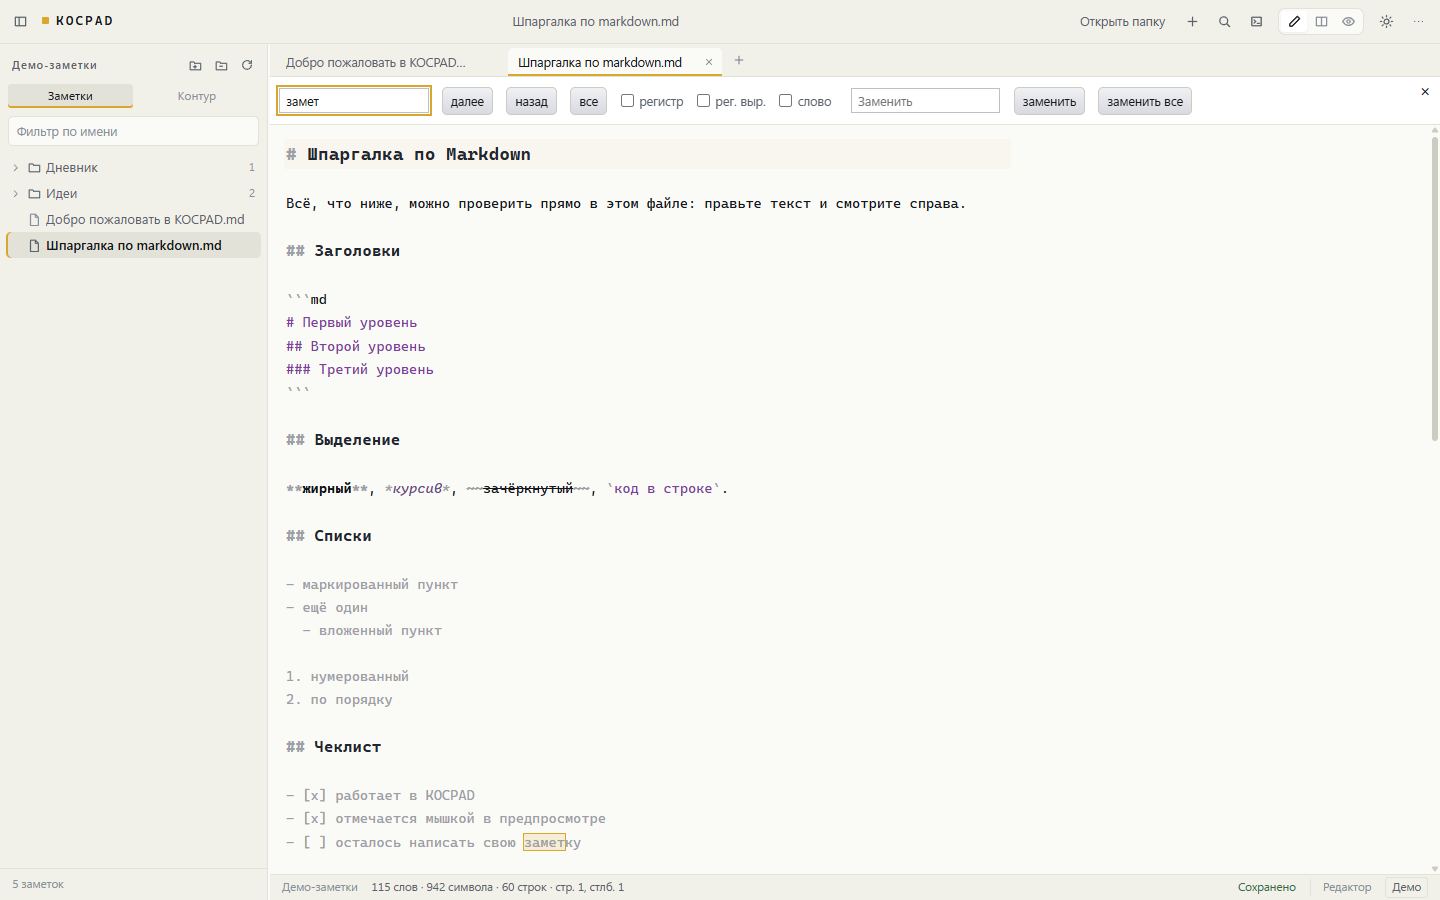 KOCPAD
Шпаргалка по markdown.md
Открыть папку
Демо-заметки
Заметки
Контур
Фильтр по имени
Дневник 1
Идеи 2
Добро пожаловать в KOCPAD.md
Шпаргалка по markdown.md
5 заметок
Добро пожаловать в KOCPAD...
Шпаргалка по markdown.md × +
замет
далее
назад
все
регистр
рег. выр.
слово
Заменить
заменить
заменить все
×
# Шпаргалка по Markdown
Всё, что ниже, можно проверить прямо в этом файле: правьте текст и смотрите справа.
## Заголовки
```md
# Первый уровень
## Второй уровень
### Третий уровень
```
## Выделение
**жирный**, *курсив*, ~~зачёркнутый~~, `код в строке`.
## Списки
- маркированный пункт
- ещё один
  - вложенный пункт
1. нумерованный
2. по порядку
## Чеклист
- [x] работает в KOCPAD
- [x] отмечается мышкой в предпросмотре
- [ ] осталось написать свою заметку
Демо-заметки
115 слов · 942 символа · 60 строк · стр. 1, стлб. 1
Сохранено
Редактор
Демо